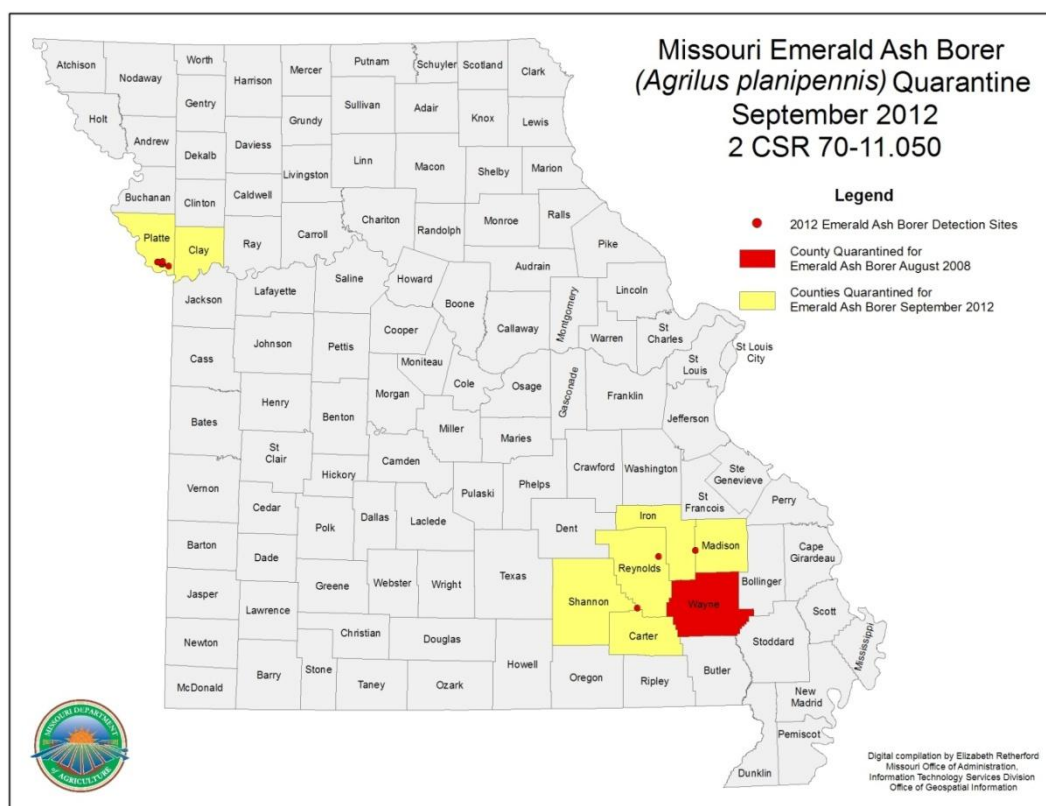 Missouri Emerald Ash Borer
(Agrilus planipennis) Quarantine
September 2012
2 CSR 70-11.050
Legend
2012 Emerald Ash Borer Detection Sites
County Quarantined for
Emerald Ash Borer August 2008
Counties Quarantined for
Emerald Ash Borer September 2012
Atchison
Nodaway
Worth
Harrison
Mercer
Putnam
Schuyler
Scotland
Clark
Holt
Gentry
Sullivan
Adair
Knox
Lewis
Andrew
Dekalb
Daviess
Grundy
Linn
Macon
Shelby
Marion
Livingston
Buchanan
Clinton
Caldwell
Chariton
Randolph
Monroe
Ralls
Platte
Clay
Ray
Carroll
Pike
Audrain
Saline
Howard
Boone
Jackson
Lafayette
Callaway
Montgomery
Lincoln
Cooper
Warren
St
Charles
St Louis
City
Cass
Johnson
Pettis
Moniteau
Cole
Osage
Gasconade
Franklin
St
Louis
Morgan
Jefferson
Bates
Henry
Benton
Miller
Maries
St
Clair
Camden
Crawford
Washington
Ste
Genevieve
Hickory
Pulaski
Phelps
St
Francois
Perry
Vernon
Cedar
Polk
Dallas
Laclede
Dent
Iron
Madison
Cape
Girardeau
Barton
Dade
Reynolds
Bollinger
Jasper
Greene
Webster
Wright
Texas
Shannon
Wayne
Scott
Lawrence
Christian
Douglas
Carter
Stoddard
Mississippi
Newton
Barry
Stone
Taney
Ozark
Howell
Oregon
Ripley
Butler
McDonald
New
Madrid
Pemiscot
Dunklin
MISSOURI DEPARTMENT
of
AGRICULTURE
Digital compilation by Elizabeth Retherford
Missouri Office of Administration,
Information Technology Services Division
Office of Geospatial Information